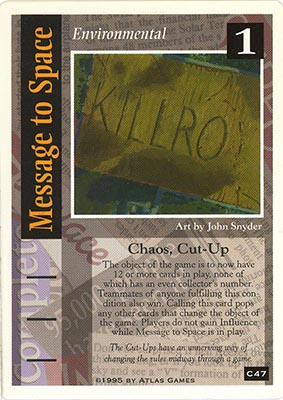 Environmental
1
Message to Space
KILLRO
Art by John Snyder
Chaos, Cut-Up
The object of the game is to now have
12 or more cards in play, none of
which has an even collector's number.
Teammates of anyone fulfilling this con
dition also win. Calling this card stops
any other cards that change the object of
the game. Players do not gain Influence
while Message to Space is in play.
The Cut-Ups have an unnerving way of
changing the rules midway through a game.
©1995 BY ATLAS GAMES
C47